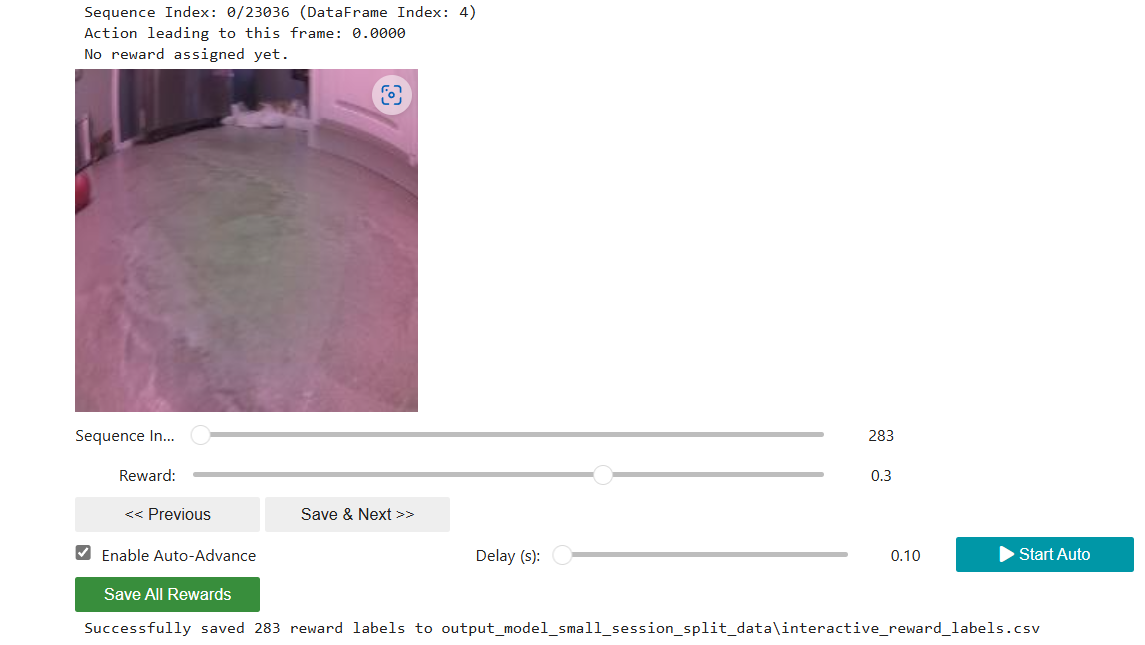 Sequence Index: 0/23036 (DataFrame Index: 4)
Action leading to this frame: 0.0000
No reward assigned yet.
Sequence In... 283
Reward: 0.3
<< Previous Save & Next >>
Enable Auto-Advance Delay (s): 0.10 Start Auto
Save All Rewards
Successfully saved 283 reward labels to output_model_small_session_split_data\interactive_reward_labels.csv